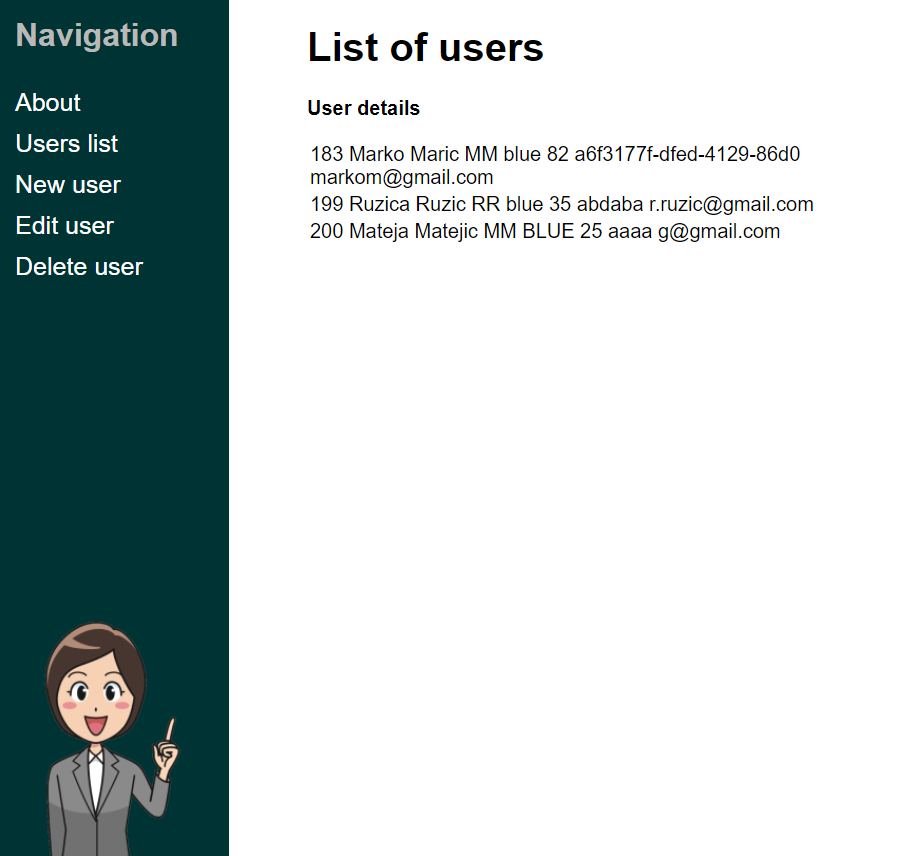 Navigation
About
Users list
New user
Edit user
Delete user
List of users
User details
183 Marko Maric MM blue 82 a6f3177f-dfed-4129-86d0
markom@gmail.com
199 Ruzica Ruzic RR blue 35 abdaba r.ruzic@gmail.com
200 Mateja Matejic MM BLUE 25 aaaa g@gmail.com